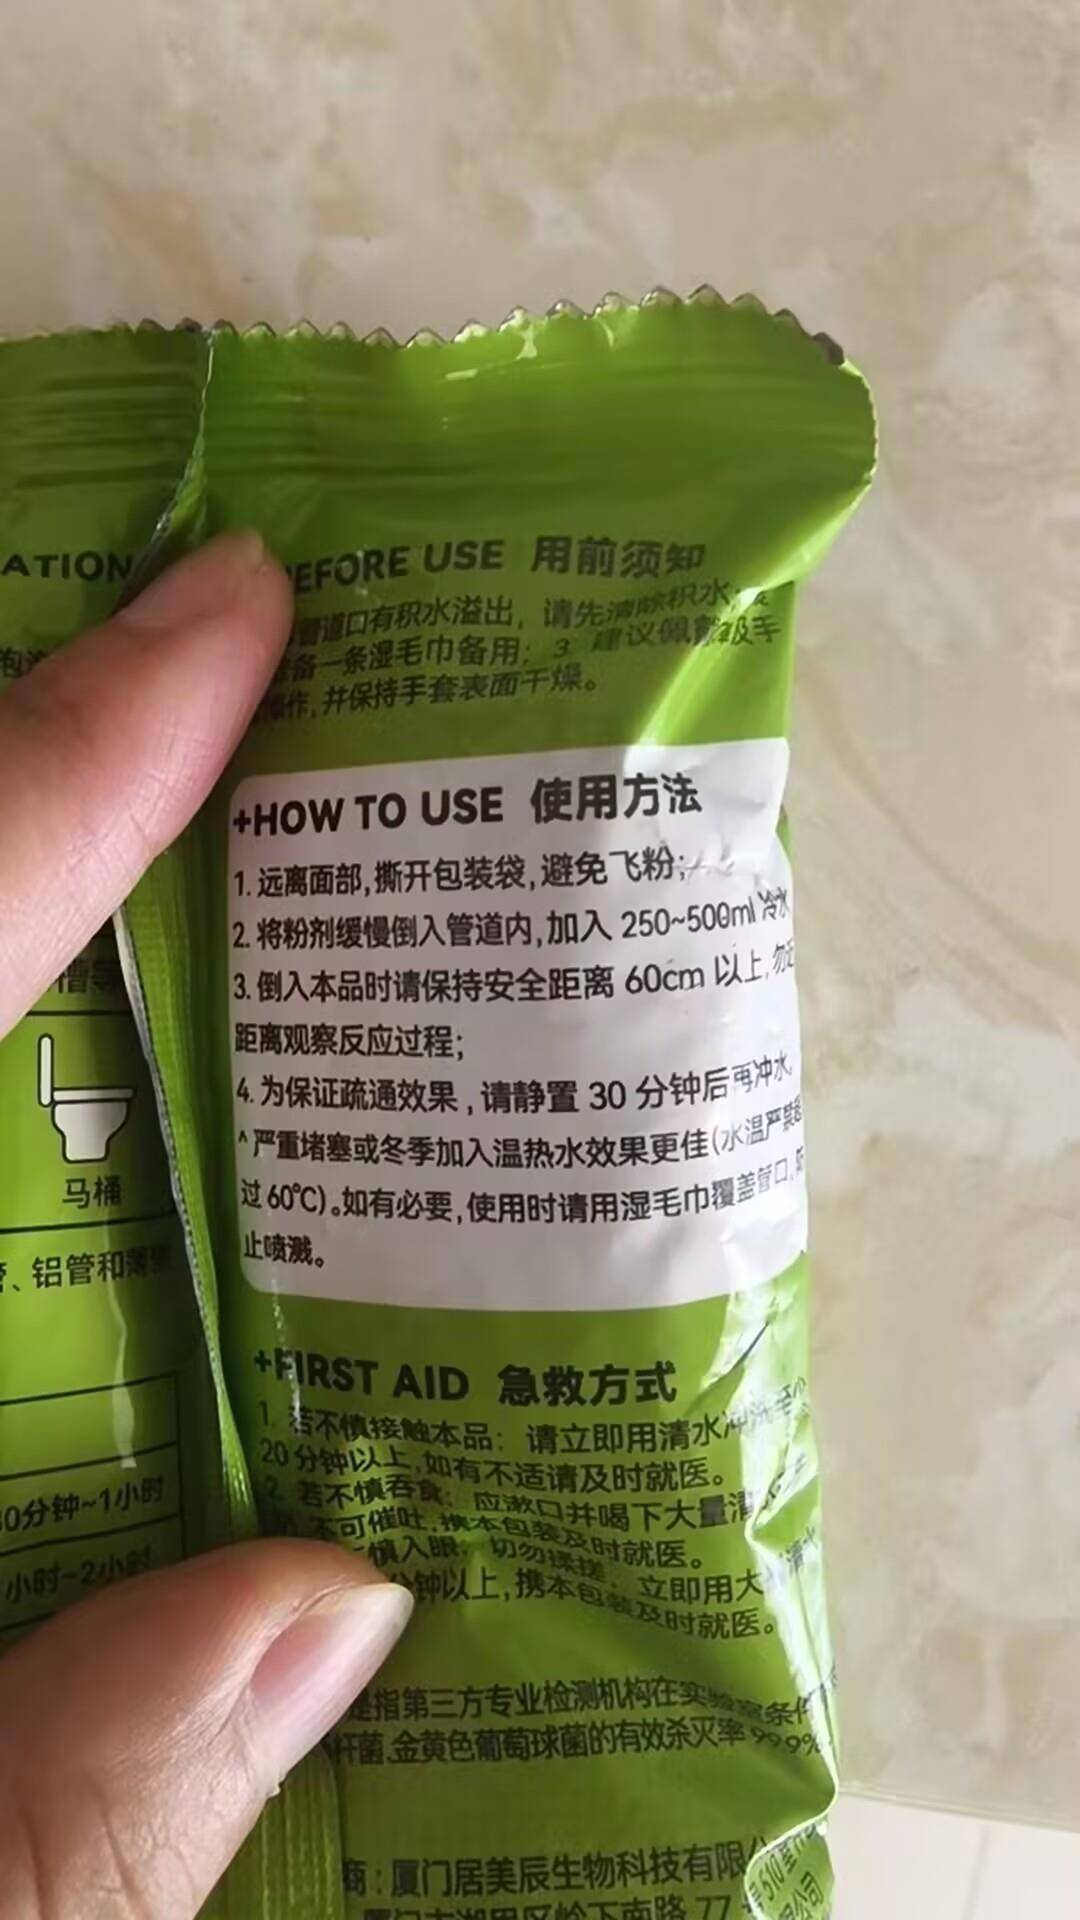 ATION
EFORE USE 用前须知
管道口有积水溢出，请先清除积水
备一条湿毛巾备用；3. 建议佩戴
操作，并保持手套表面干燥。
+HOW TO USE 使用方法
1. 远离面部，撕开包装袋，避免飞粉；
2. 将粉剂缓慢倒入管道内，加入 250~500ml 冷水
3. 倒入本品时请保持安全距离 60cm 以上，勿近
距离观察反应过程；
4. 为保证疏通效果，请静置 30 分钟后再冲水。
^ 严重堵塞或冬季加入温热水效果更佳（水温严禁超
过 60℃）。如有必要，使用时请用湿毛巾覆盖管口，防
止喷溅。
马桶
、铝管和
+FIRST AID 急救方式
1. 若不慎接触本品：请立即用清水冲洗至少
20 分钟以上，如有不适请及时就医。
2. 若不慎吞食：应漱口并喝下大量清
不可催吐，携本包装及时就医。
慎入眼：切勿揉搓，立即用大
分钟以上，携本包装及时就医。
30分钟~1小时
小时~2小时
是指第三方专业检测机构在实验室条件
杆菌、金黄色葡萄球菌的有效杀灭率 99.9%
商：厦门居美辰生物科技有限公
厦门市湖里区岭下南路 77